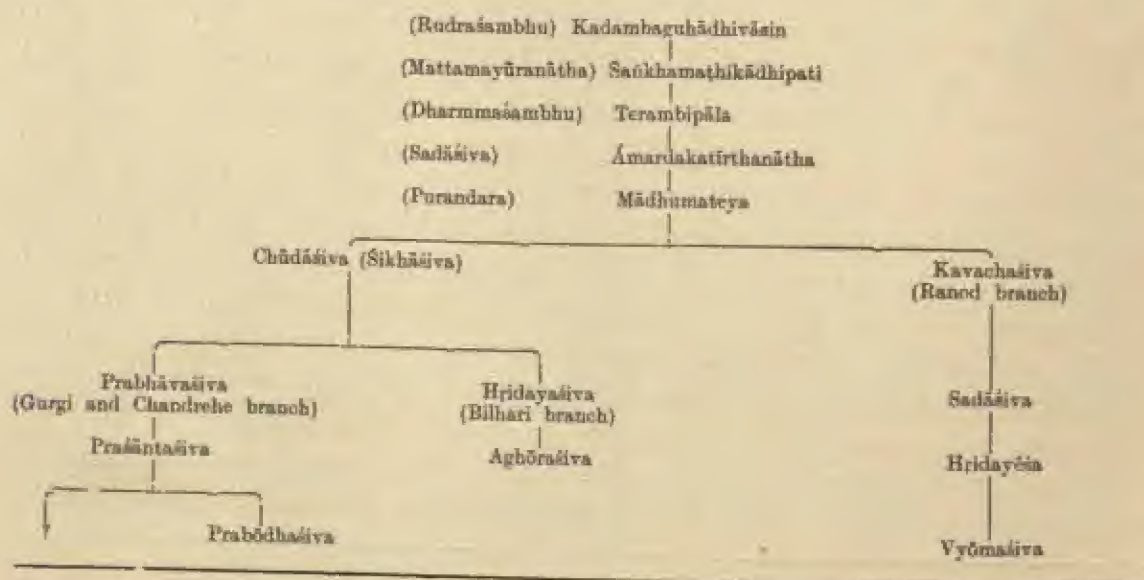 (Rudraśambhu) Kadambaguhādhivāsin
(Mattamayūranātha) Saṅkhamaṭhikādhipati
(Dharmmaśambhu) Terambipāla
(Sadāśiva) Āmardakatīrthanātha
(Purandara) Mādhumateya
Chūdāśiva (Śikhāśiva)
Kavachaśiva
(Ranod branch)
Prabhāvaśiva
(Gurgi and Chandrehe branch)
Hṛidayaśiva
(Bilhari branch)
Sadāśiva
Praśāntaśiva
Aghōraśiva
Hṛidayēśa
Prabōdhaśiva
Vyōmaśiva